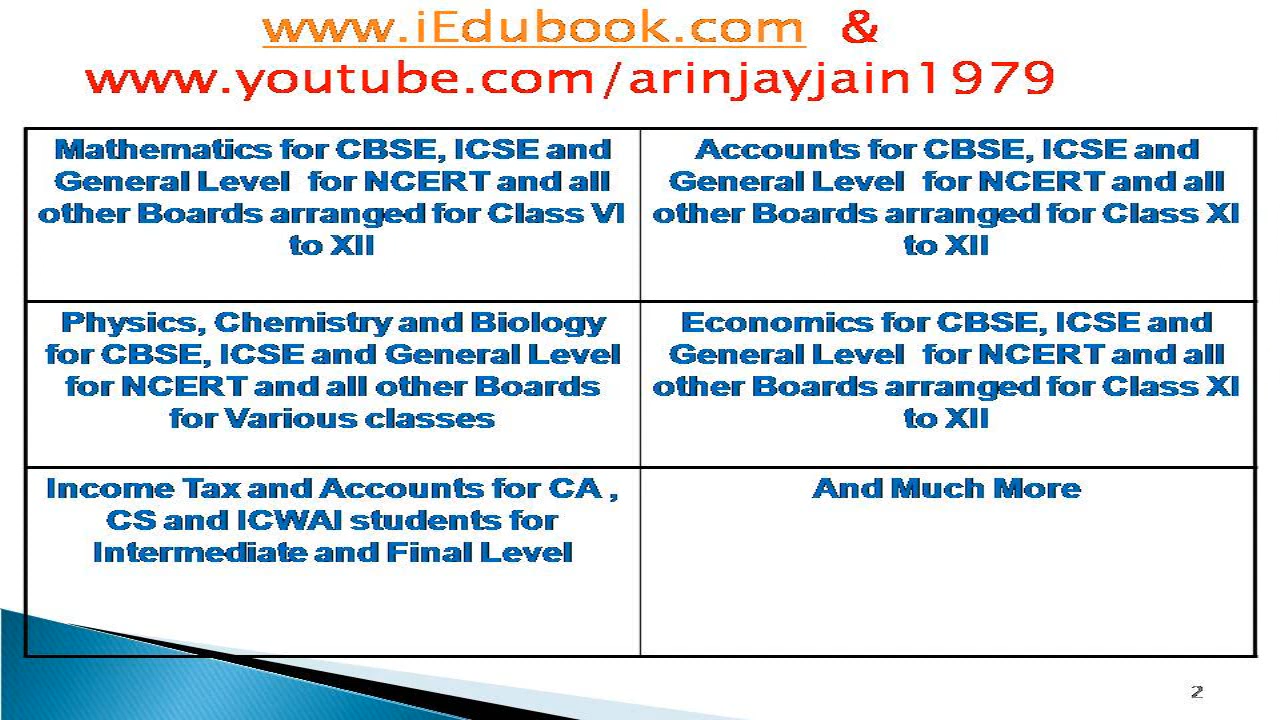 www.iEdubook.com &
www.youtube.com/arinjayjain1979
Mathematics for CBSE, ICSE and
General Level for NCERT and all
other Boards arranged for Class VI
to XII
Accounts for CBSE, ICSE and
General Level for NCERT and all
other Boards arranged for Class XI
to XII
Physics, Chemistry and Biology
for CBSE, ICSE and General Level
for NCERT and all other Boards
for Various classes
Economics for CBSE, ICSE and
General Level for NCERT and all
other Boards arranged for Class XI
to XII
Income Tax and Accounts for CA ,
CS and ICWAI students for
Intermediate and Final Level
And Much More
2